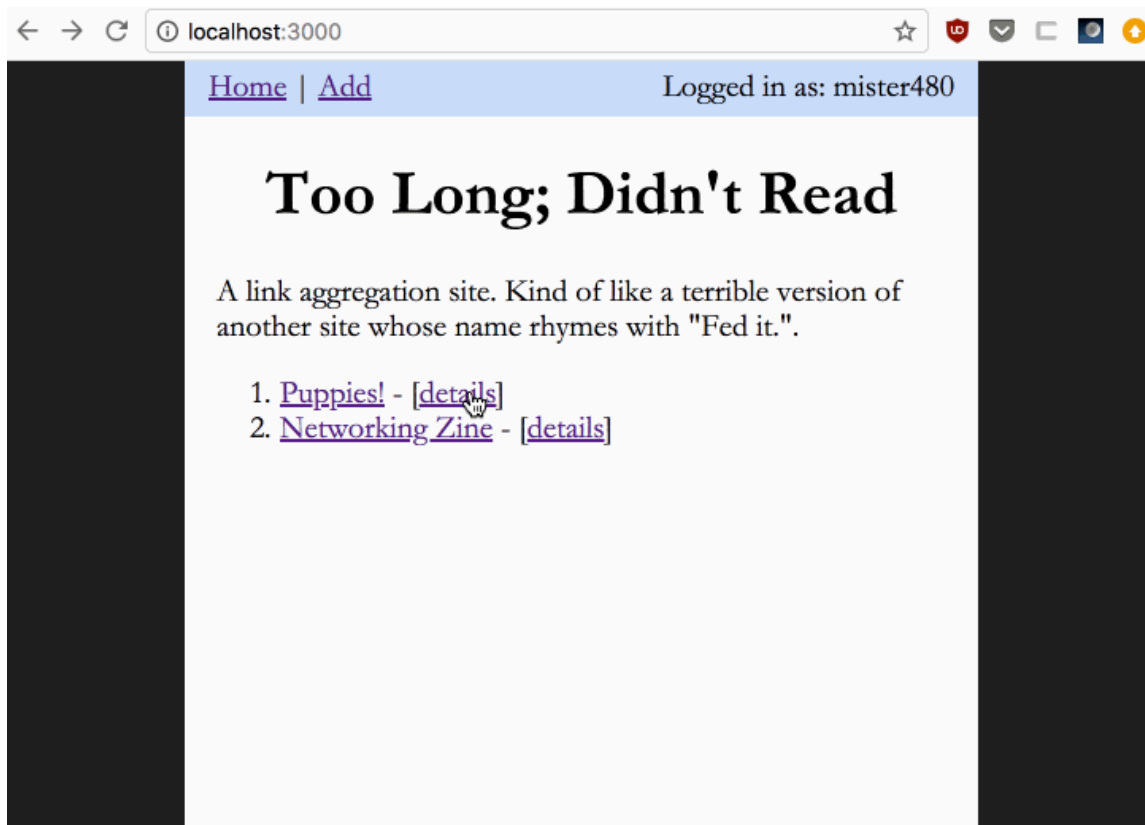 localhost:3000
Home | Add Logged in as: mister480
Too Long; Didn't Read
A link aggregation site. Kind of like a terrible version of
another site whose name rhymes with "Fed it.".
1. Puppies! - [details]
2. Networking Zine - [details]